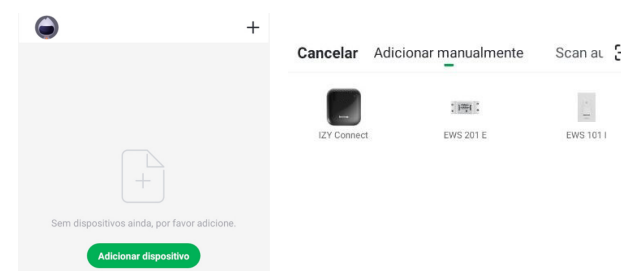 Sem dispositivos ainda, por favor adicione.
Adicionar dispositivo
Cancelar Adicionar manualmente Scan au
IZY Connect EWS 201 E EWS 101 I